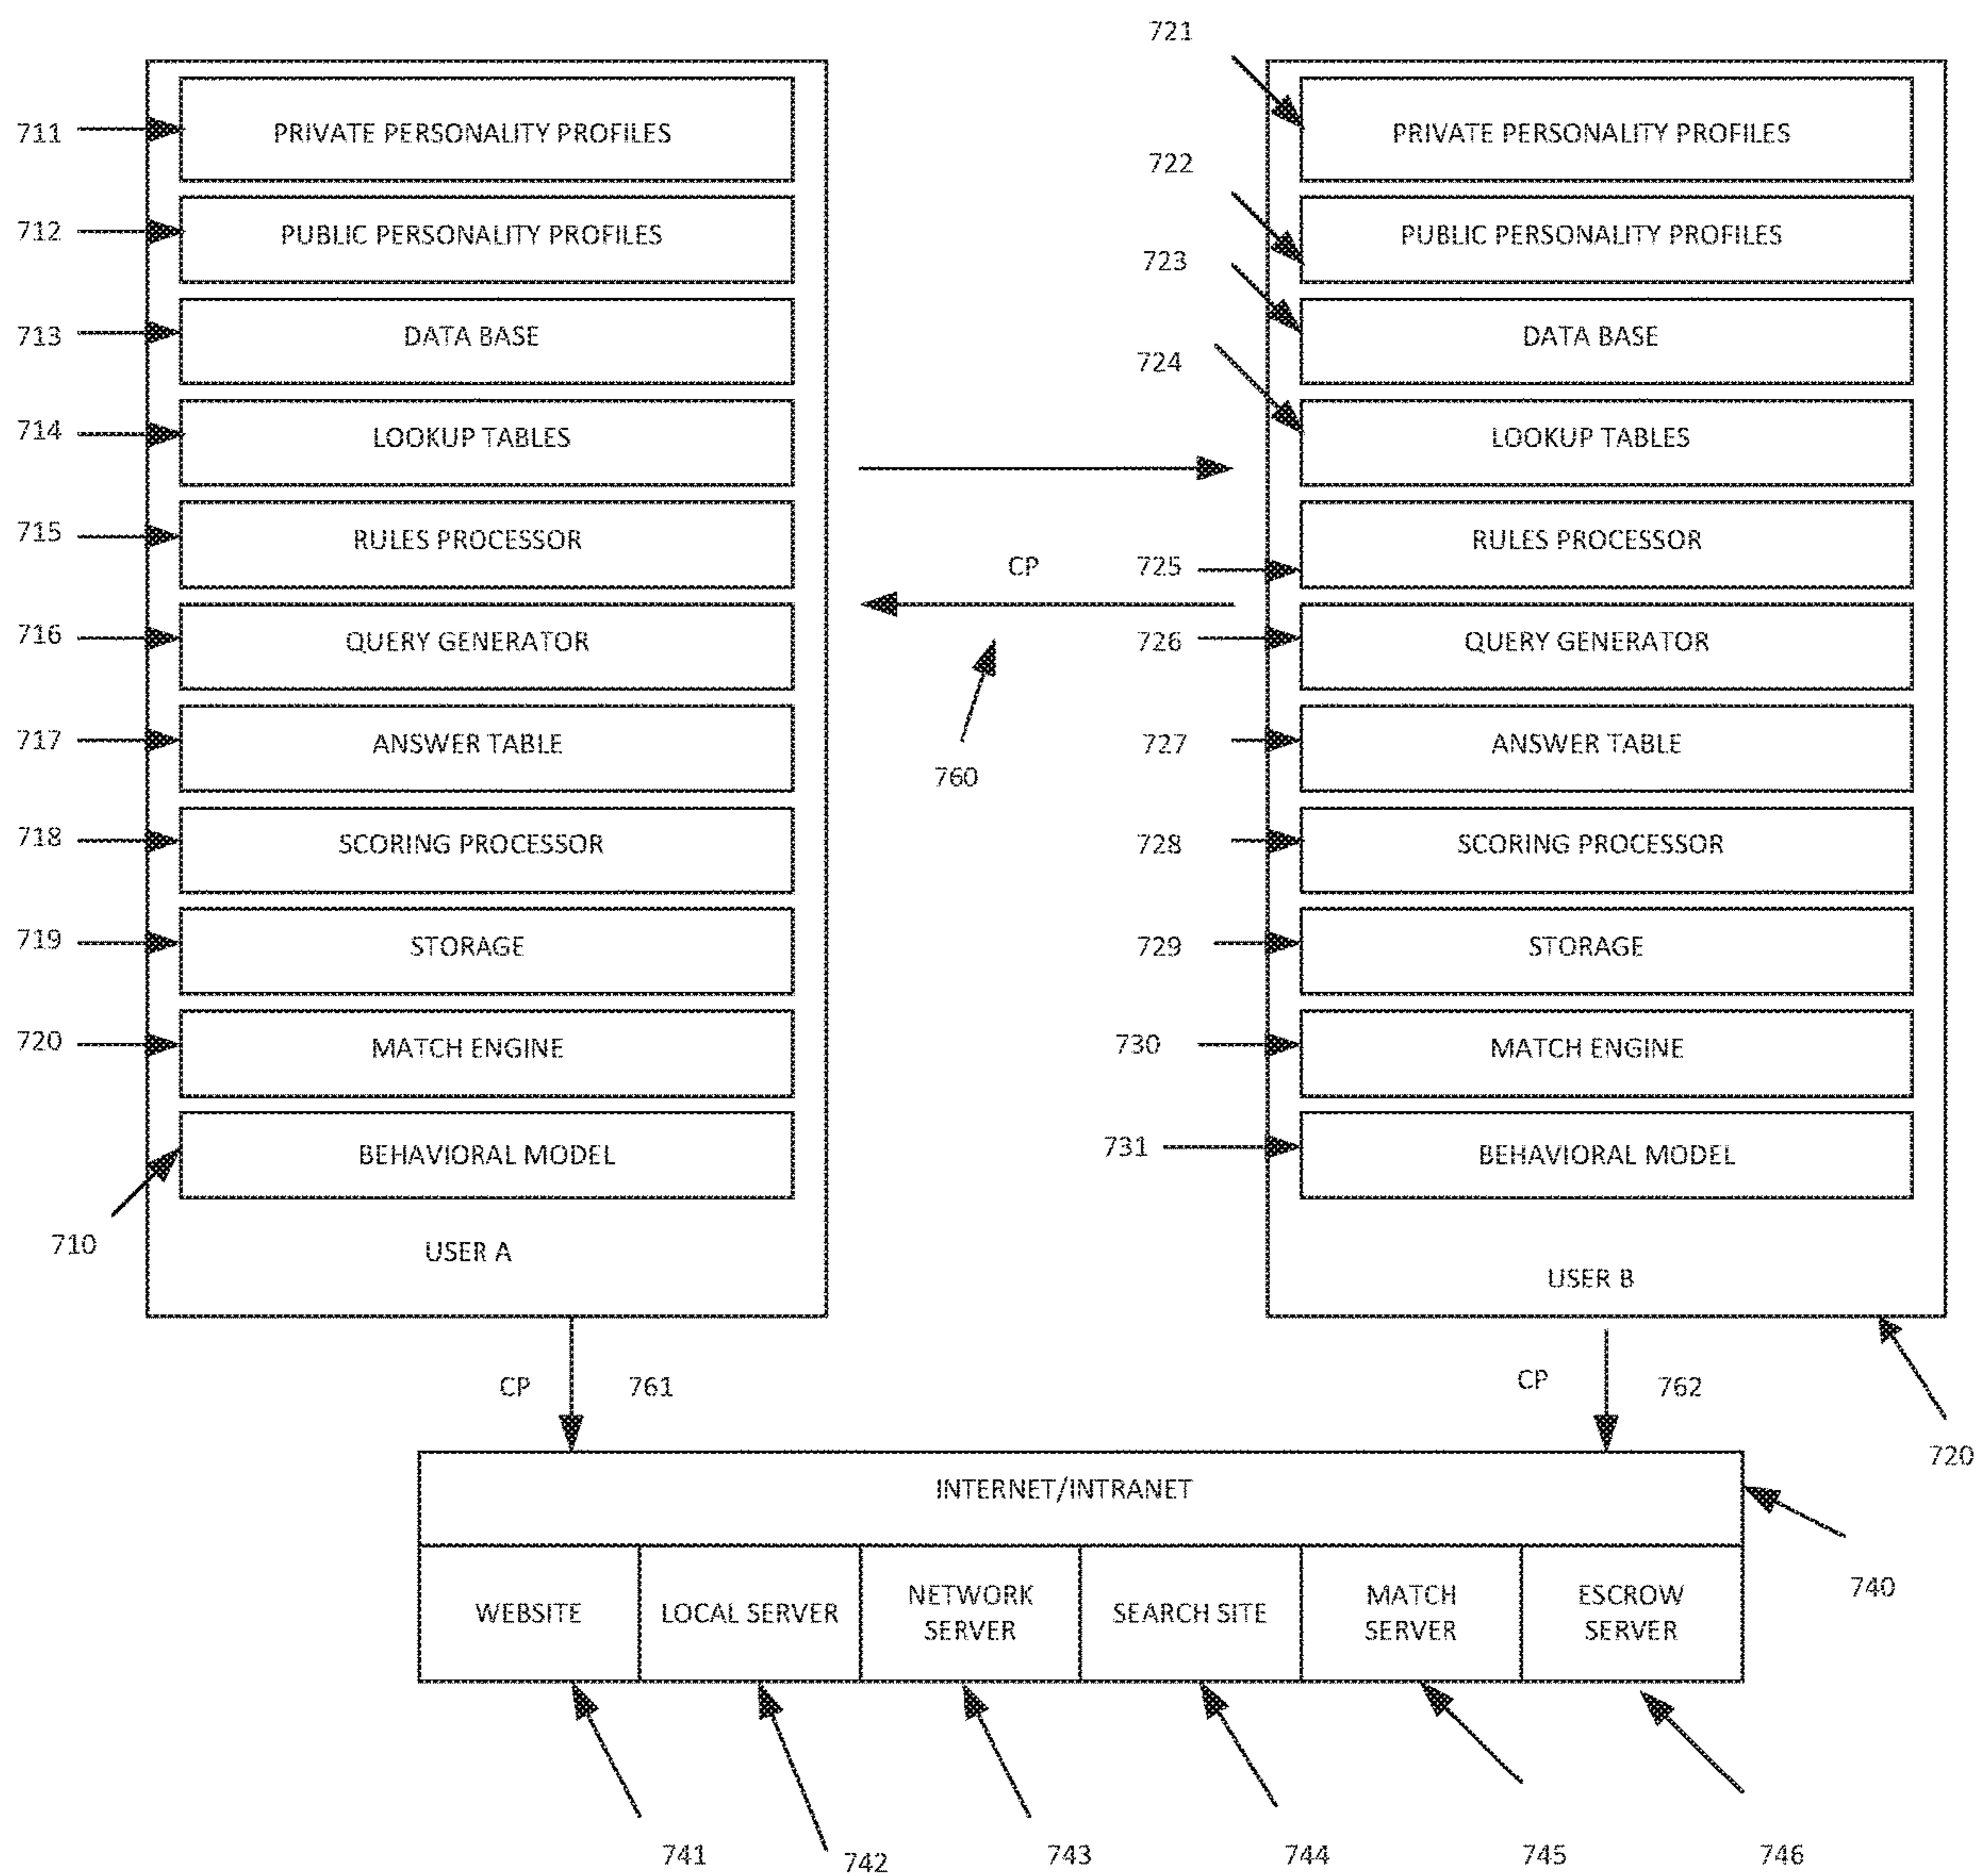 721
711
PRIVATE PERSONALITY PROFILES
PRIVATE PERSONALITY PROFILES
722
712
PUBLIC PERSONALITY PROFILES
PUBLIC PERSONALITY PROFILES
723
713
DATA BASE
DATA BASE
724
714
LOOKUP TABLES
LOOKUP TABLES
715
RULES PROCESSOR
CP
725
RULES PROCESSOR
716
QUERY GENERATOR
726
QUERY GENERATOR
717
ANSWER TABLE
760
727
ANSWER TABLE
718
SCORING PROCESSOR
728
SCORING PROCESSOR
719
STORAGE
729
STORAGE
720
MATCH ENGINE
730
MATCH ENGINE
BEHAVIORAL MODEL
731
BEHAVIORAL MODEL
710
USER A
USER B
CP
761
CP
762
720
INTERNET/INTRANET
740
WEBSITE
LOCAL SERVER
NETWORK
SERVER
SEARCH SITE
MATCH
SERVER
ESCROW
SERVER
741
742
743
744
745
746